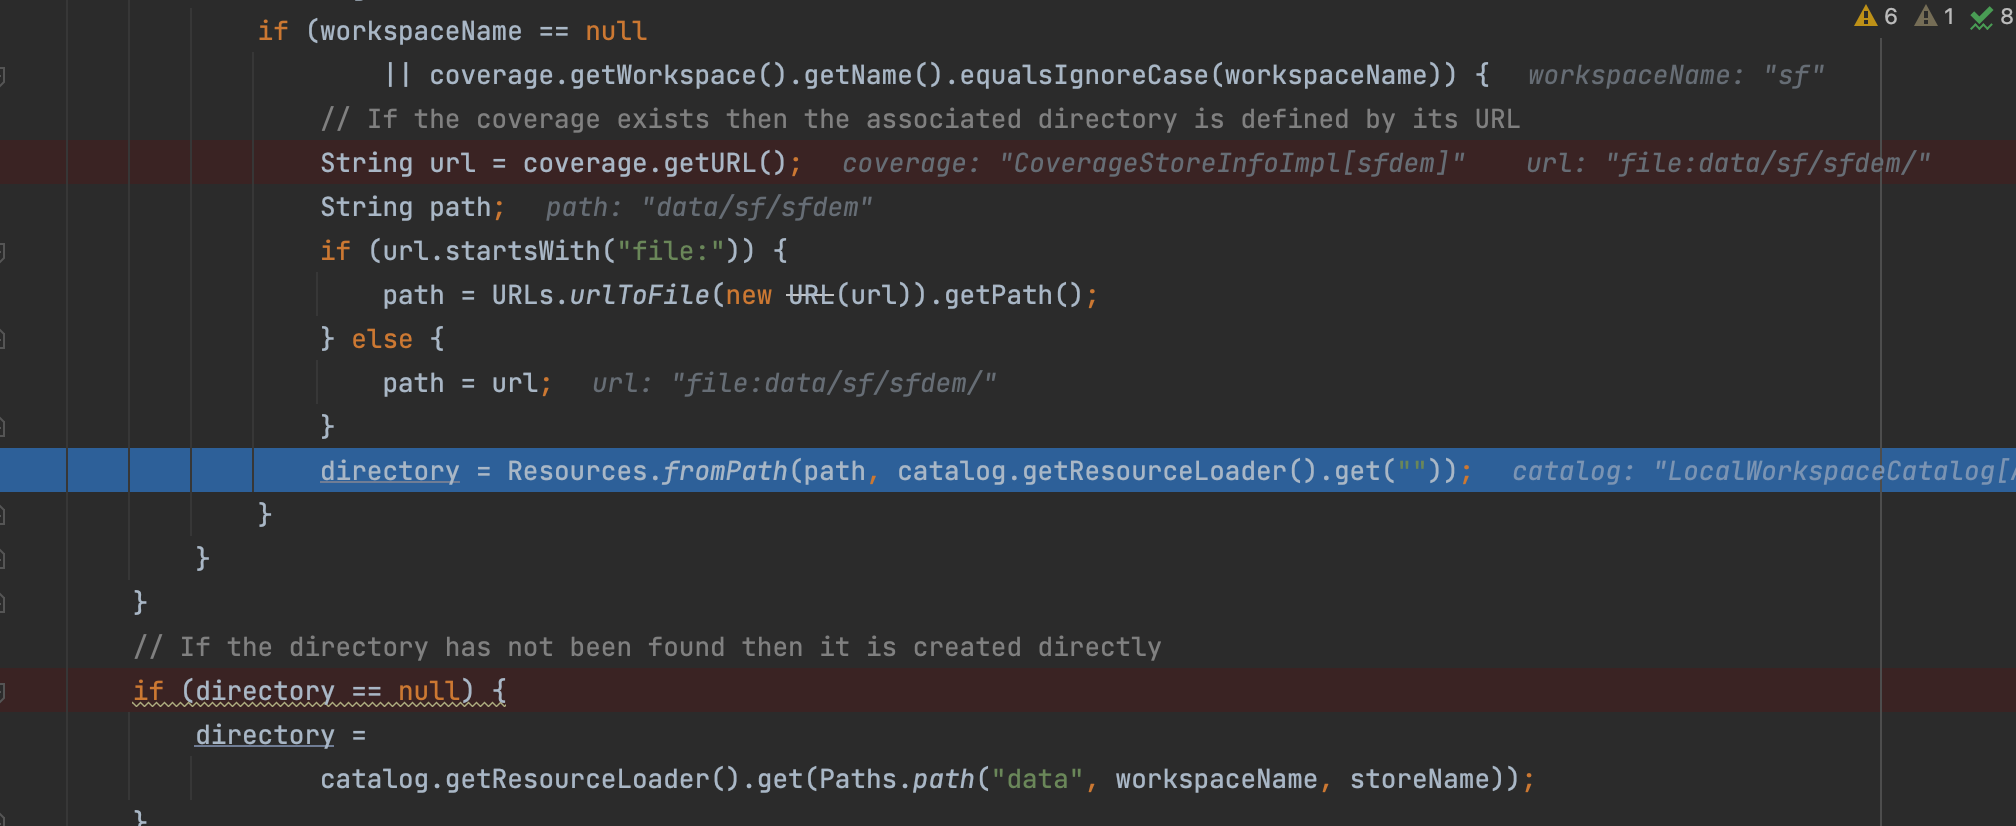 6 1 8
if (workspaceName == null
|| coverage.getWorkspace().getName().equalsIgnoreCase(workspaceName)) { workspaceName: "sf"
// If the coverage exists then the associated directory is defined by its URL
String url = coverage.getURL(); coverage: "CoverageStoreInfoImpl[sfdem]" url: "file:data/sf/sfdem/"
String path; path: "data/sf/sfdem"
if (url.startsWith("file:")) {
path = URLs.urlToFile(new URL(url)).getPath();
} else {
path = url; url: "file:data/sf/sfdem/"
}
directory = Resources.fromPath(path, catalog.getResourceLoader().get("")); catalog: "LocalWorkspaceCatalog[
}
}
}
// If the directory has not been found then it is created directly
if (directory == null) {
directory =
catalog.getResourceLoader().get(Paths.path("data", workspaceName, storeName));
}